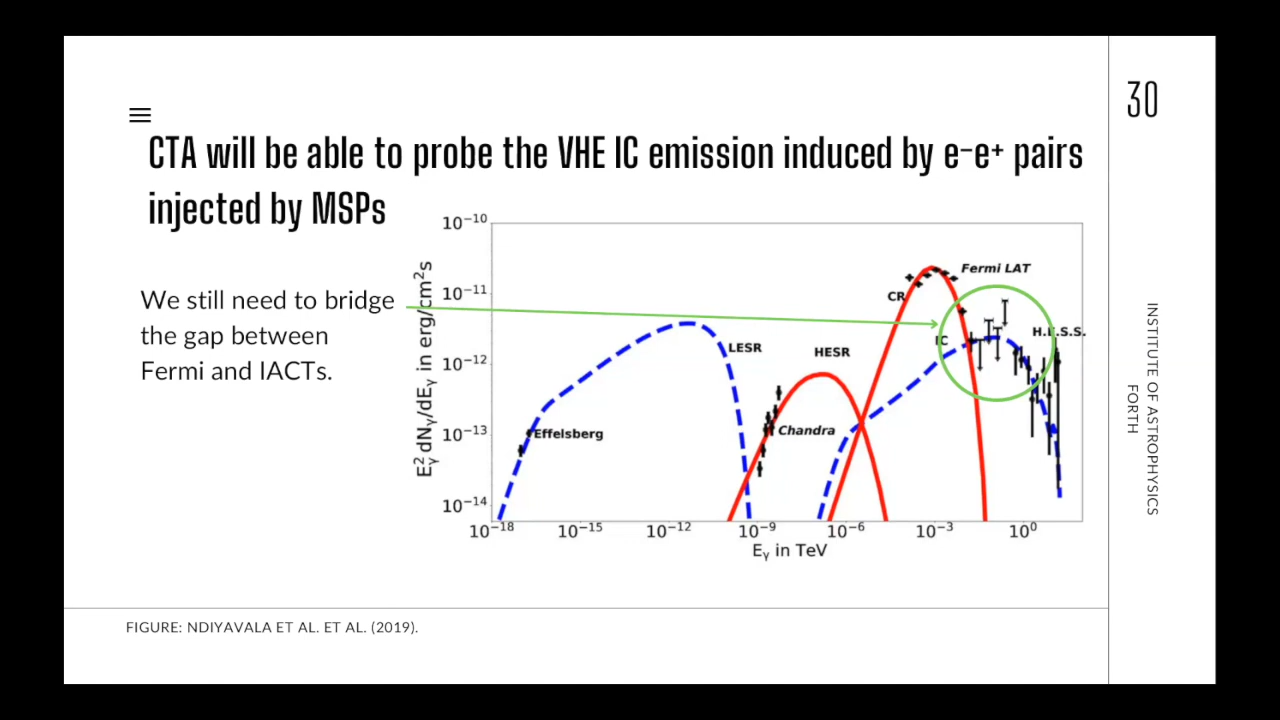 30
CTA will be able to probe the VHE IC emission induced by e-e+ pairs
injected by MSPs
We still need to bridge
the gap between
Fermi and IACTs.
E²γ dNγ/dEγ in erg/cm²s
10⁻¹⁰
10⁻¹¹
10⁻¹²
10⁻¹³
10⁻¹⁴
Fermi LAT
CR
IC
H.E.S.S.
LESR
HESR
Effelsberg
Chandra
10⁻¹⁸ 10⁻¹⁵ 10⁻¹² 10⁻⁹ 10⁻⁶ 10⁻³ 10⁰
Eγ in TeV
INSTITUTE OF ASTROPHYSICS
FORTH
FIGURE: NDIYAVALA ET AL. ET AL. (2019).